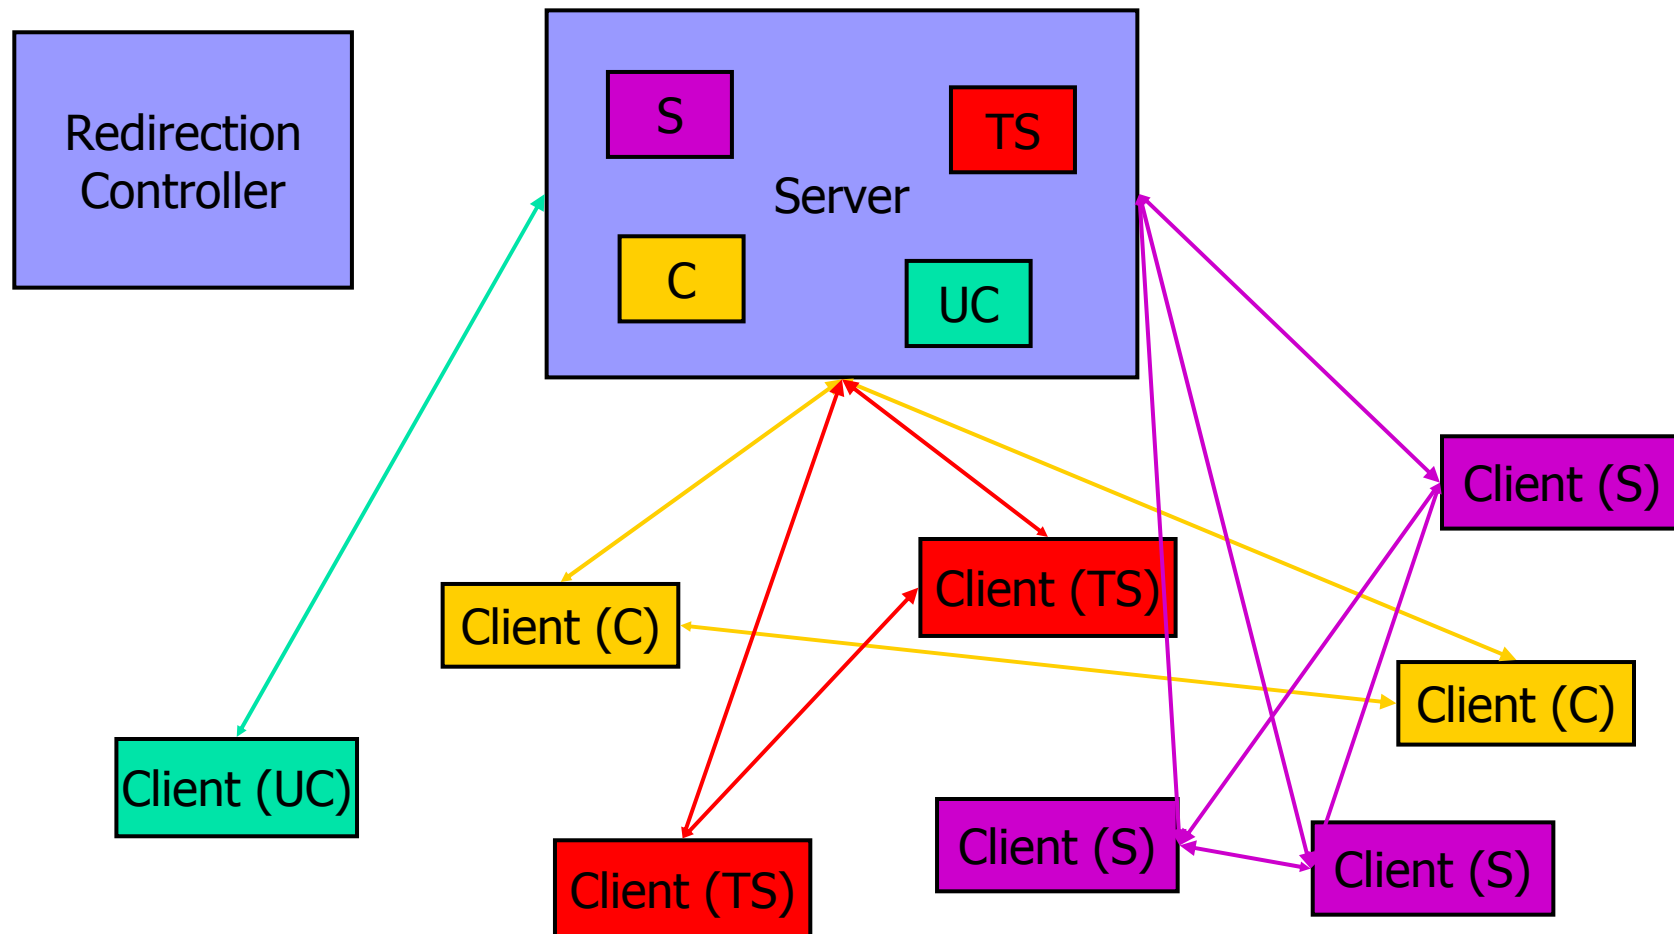 Redirection
Controller
S
TS
Server
C
UC
Client (S)
Client (TS)
Client (C)
Client (C)
Client (UC)
Client (S)
Client (S)
Client (TS)